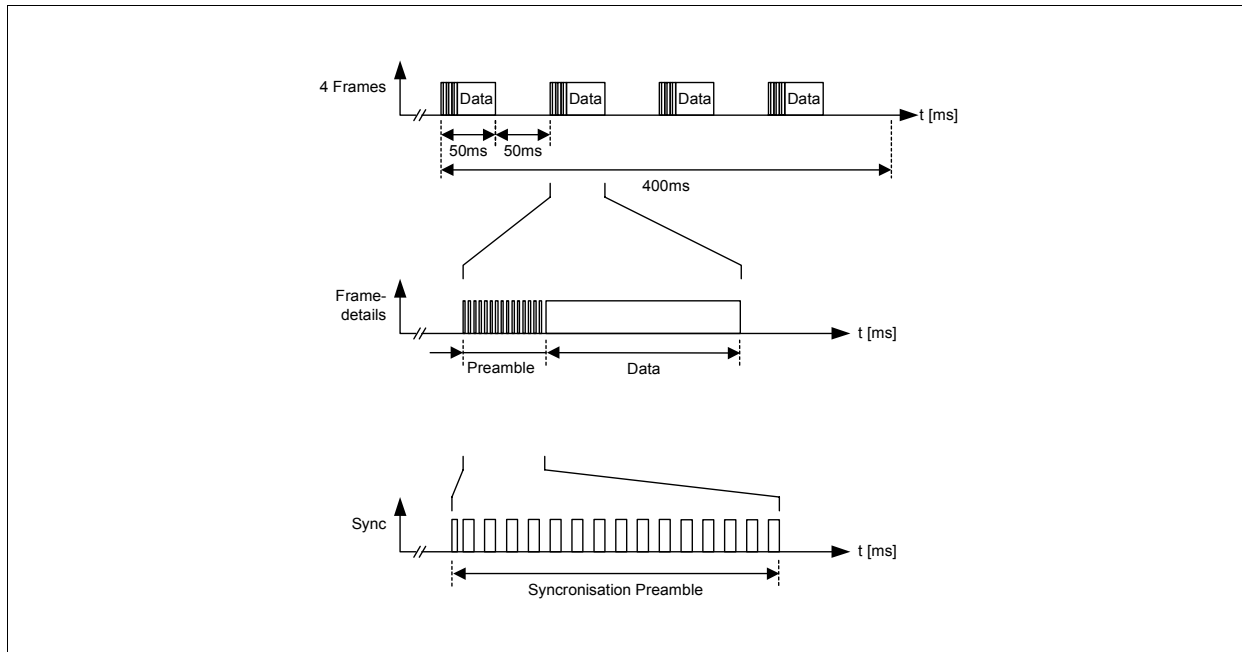 4 Frames
Data
Data
Data
Data
t [ms]
50ms
50ms
400ms
Frame-
details
t [ms]
Preamble
Data
Sync
t [ms]
Syncronisation Preamble